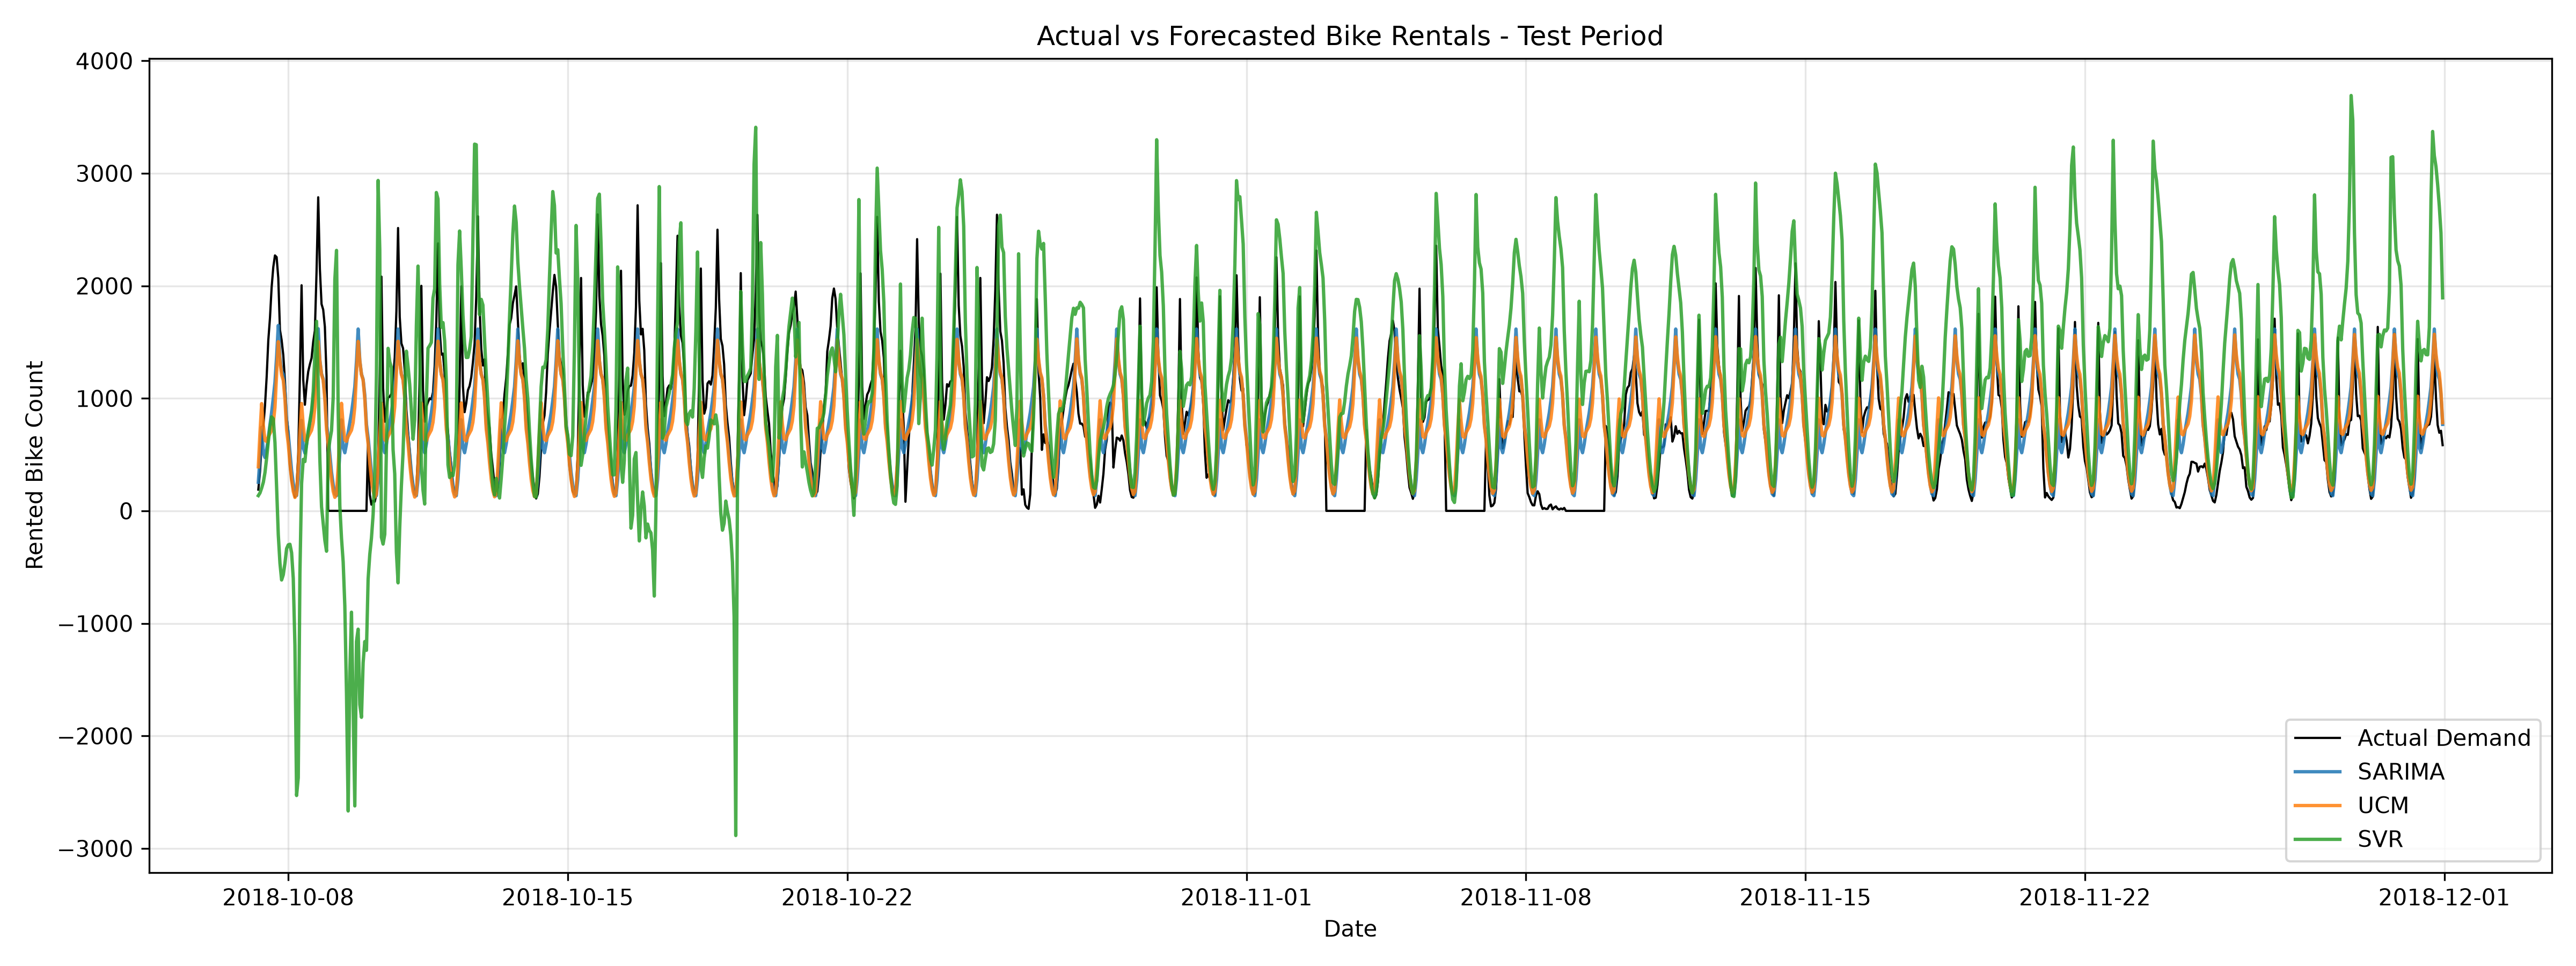 Actual vs Forecasted Bike Rentals - Test Period
Rented Bike Count
4000
3000
2000
1000
0
−1000
−2000
−3000
Actual Demand
SARIMA
UCM
SVR
2018-10-08
2018-10-15
2018-10-22
2018-11-01
2018-11-08
2018-11-15
2018-11-22
2018-12-01
Date